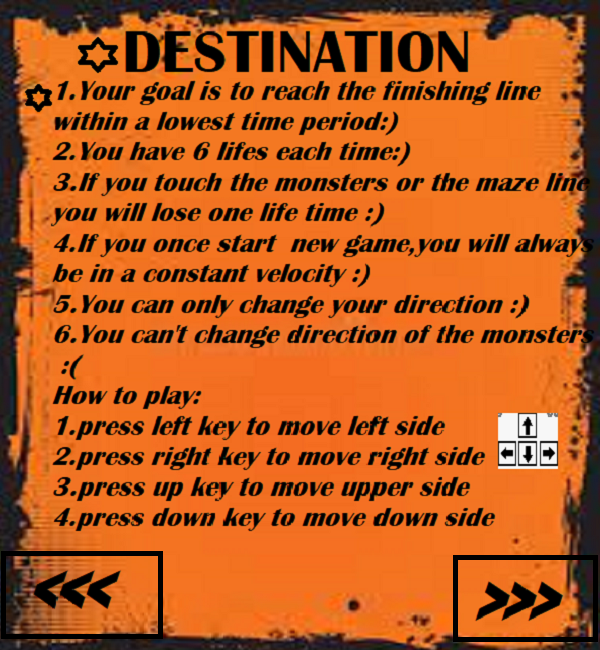 DESTINATION
1.Your goal is to reach the finishing line
within a lowest time period:)
2.You have 6 lifes each time:)
3.If you touch the monsters or the maze line
you will lose one life time :)
4.If you once start  new game,you will always
be in a constant velocity :)
5.You can only change your direction :)
6.You can't change direction of the monsters
:(
How to play:
1.press left key to move left side
2.press right key to move right side
3.press up key to move upper side
4.press down key to move down side
<<< >>>